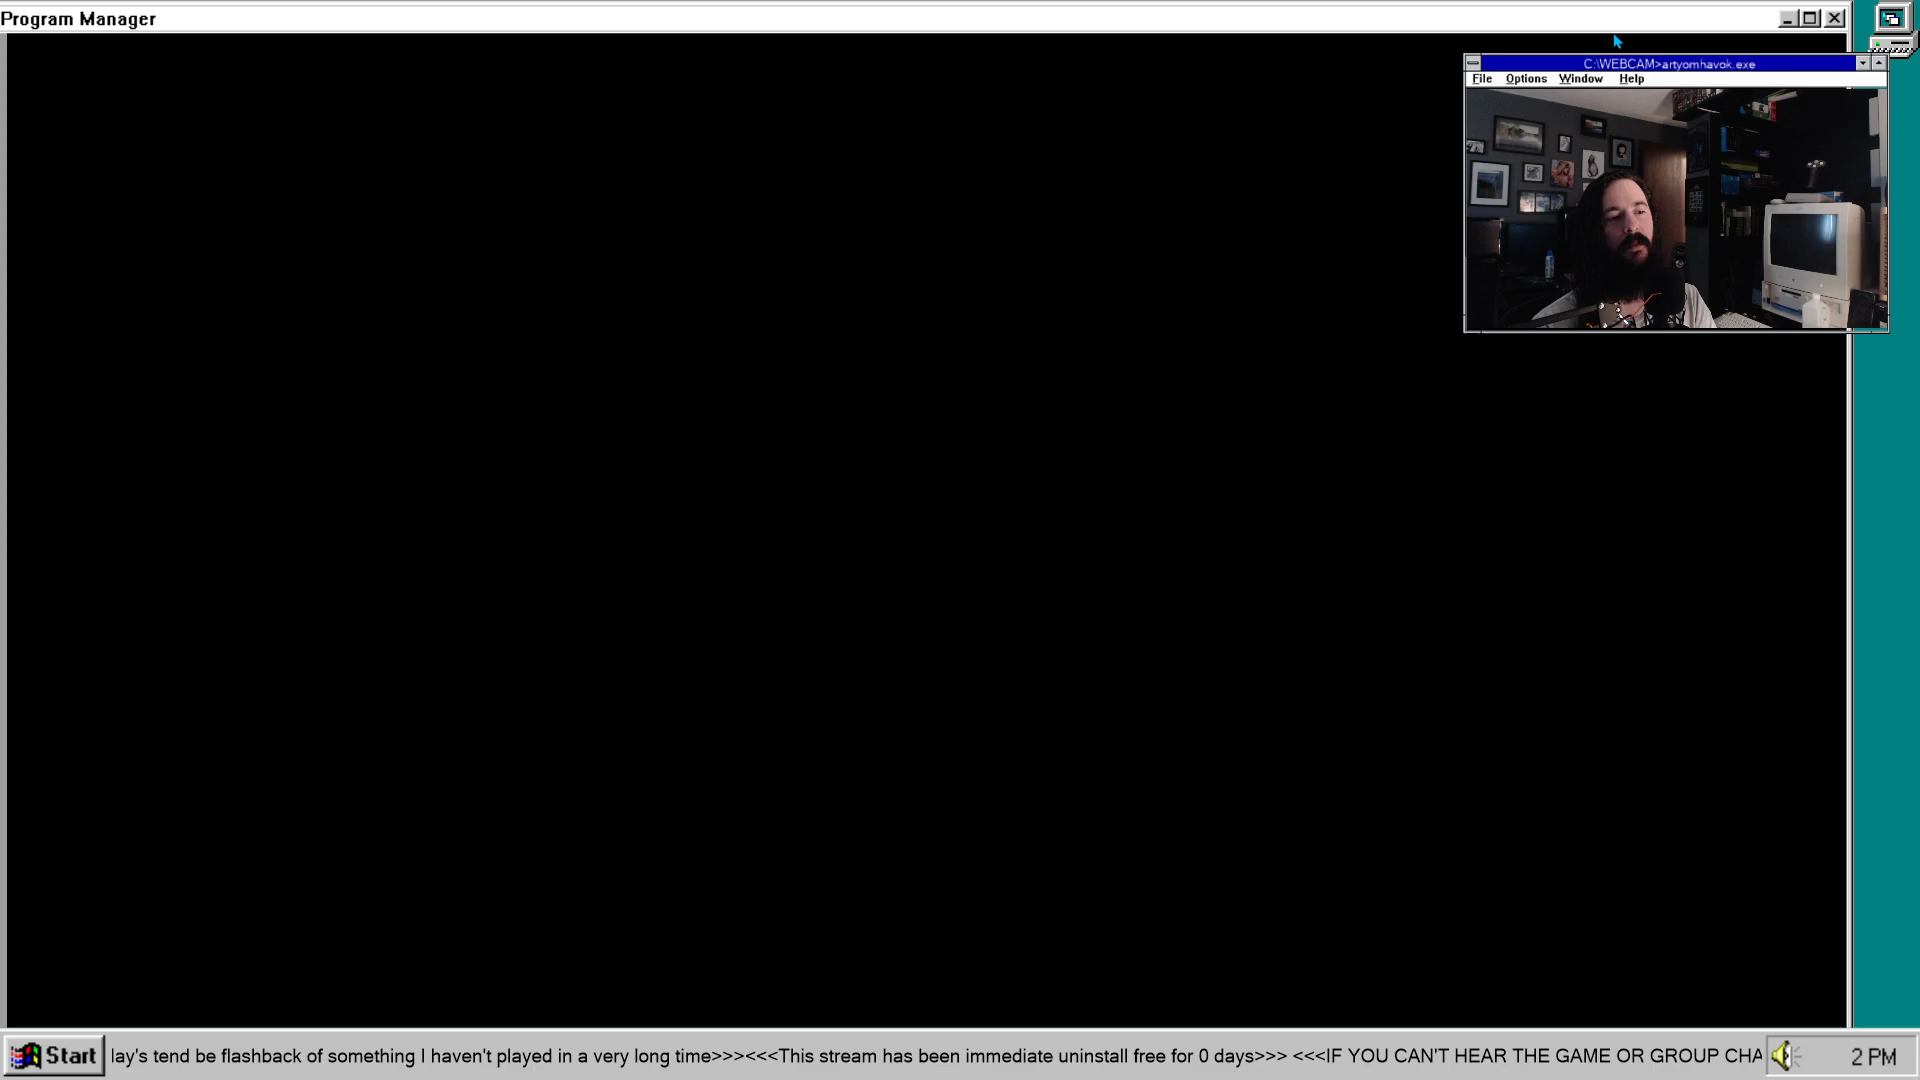 Program Manager
C:\WEBCAM>artyomhavok.exe
File Options Window Help
Start
lay's tend be flashback of something I haven't played in a very long time>>><<<This stream has been immediate uninstall free for 0 days>>> <<<IF YOU CAN'T HEAR THE GAME OR GROUP CHA
2 PM